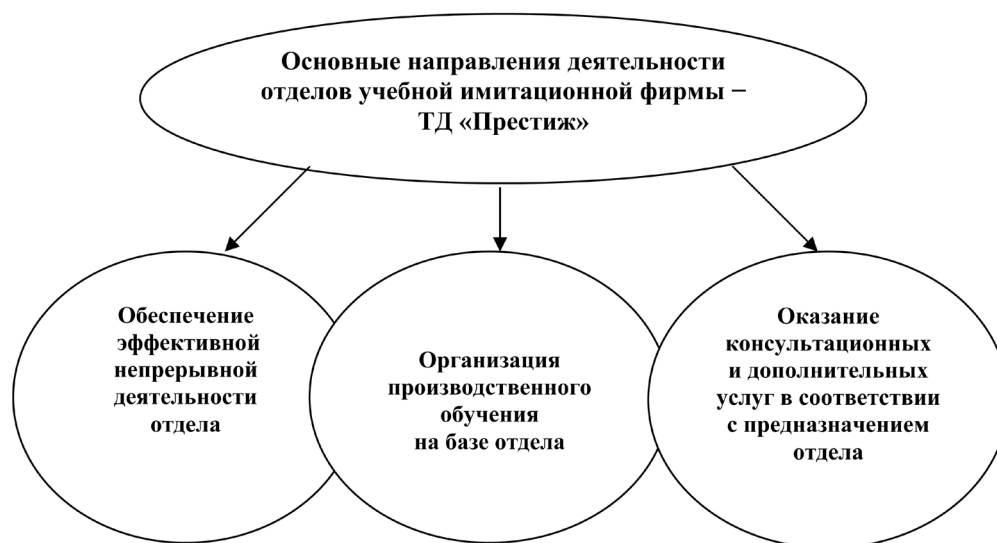 Основные направления деятельности
отделов учебной имитационной фирмы −
ТД «Престиж»
Обеспечение
эффективной
непрерывной
деятельности
отдела
Организация
производственного
обучения
на базе отдела
Оказание
консультационных
и дополнительных
услуг в соответствии
с предназначением
отдела